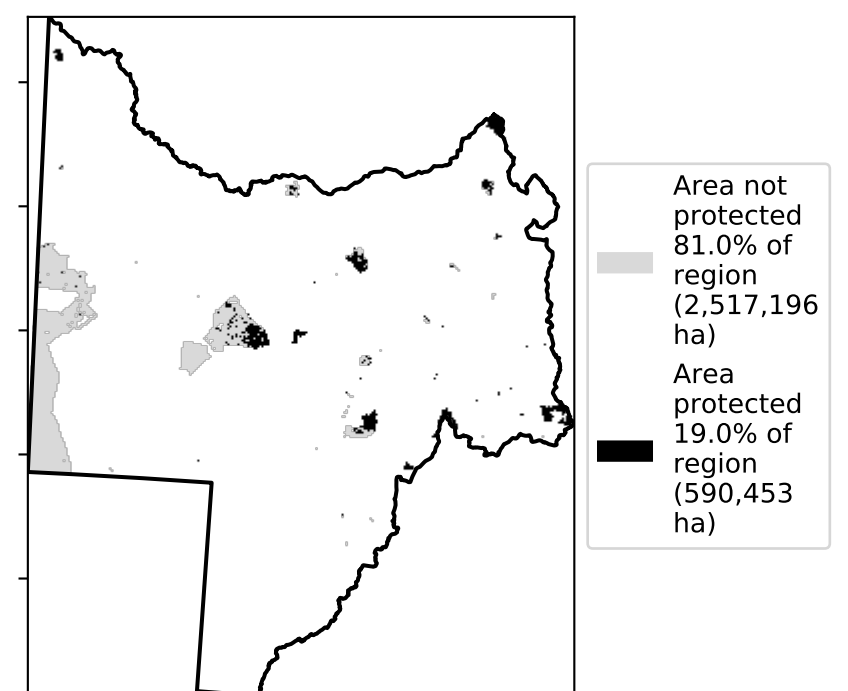 Area not
protected
81.0% of
region
(2,517,196
ha)
Area
protected
19.0% of
region
(590,453
ha)